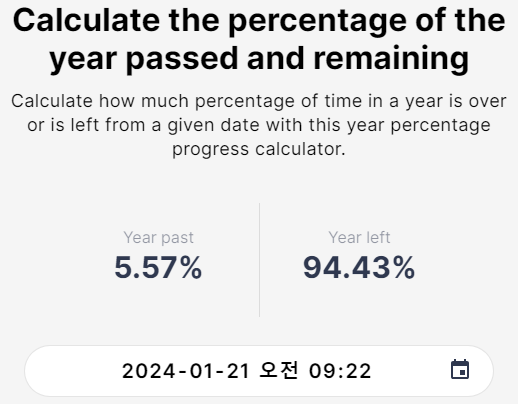 Calculate the percentage of the
year passed and remaining
Calculate how much percentage of time in a year is over
or is left from a given date with this year percentage
progress calculator.
Year past
5.57%
Year left
94.43%
2024-01-21 오전 09:22